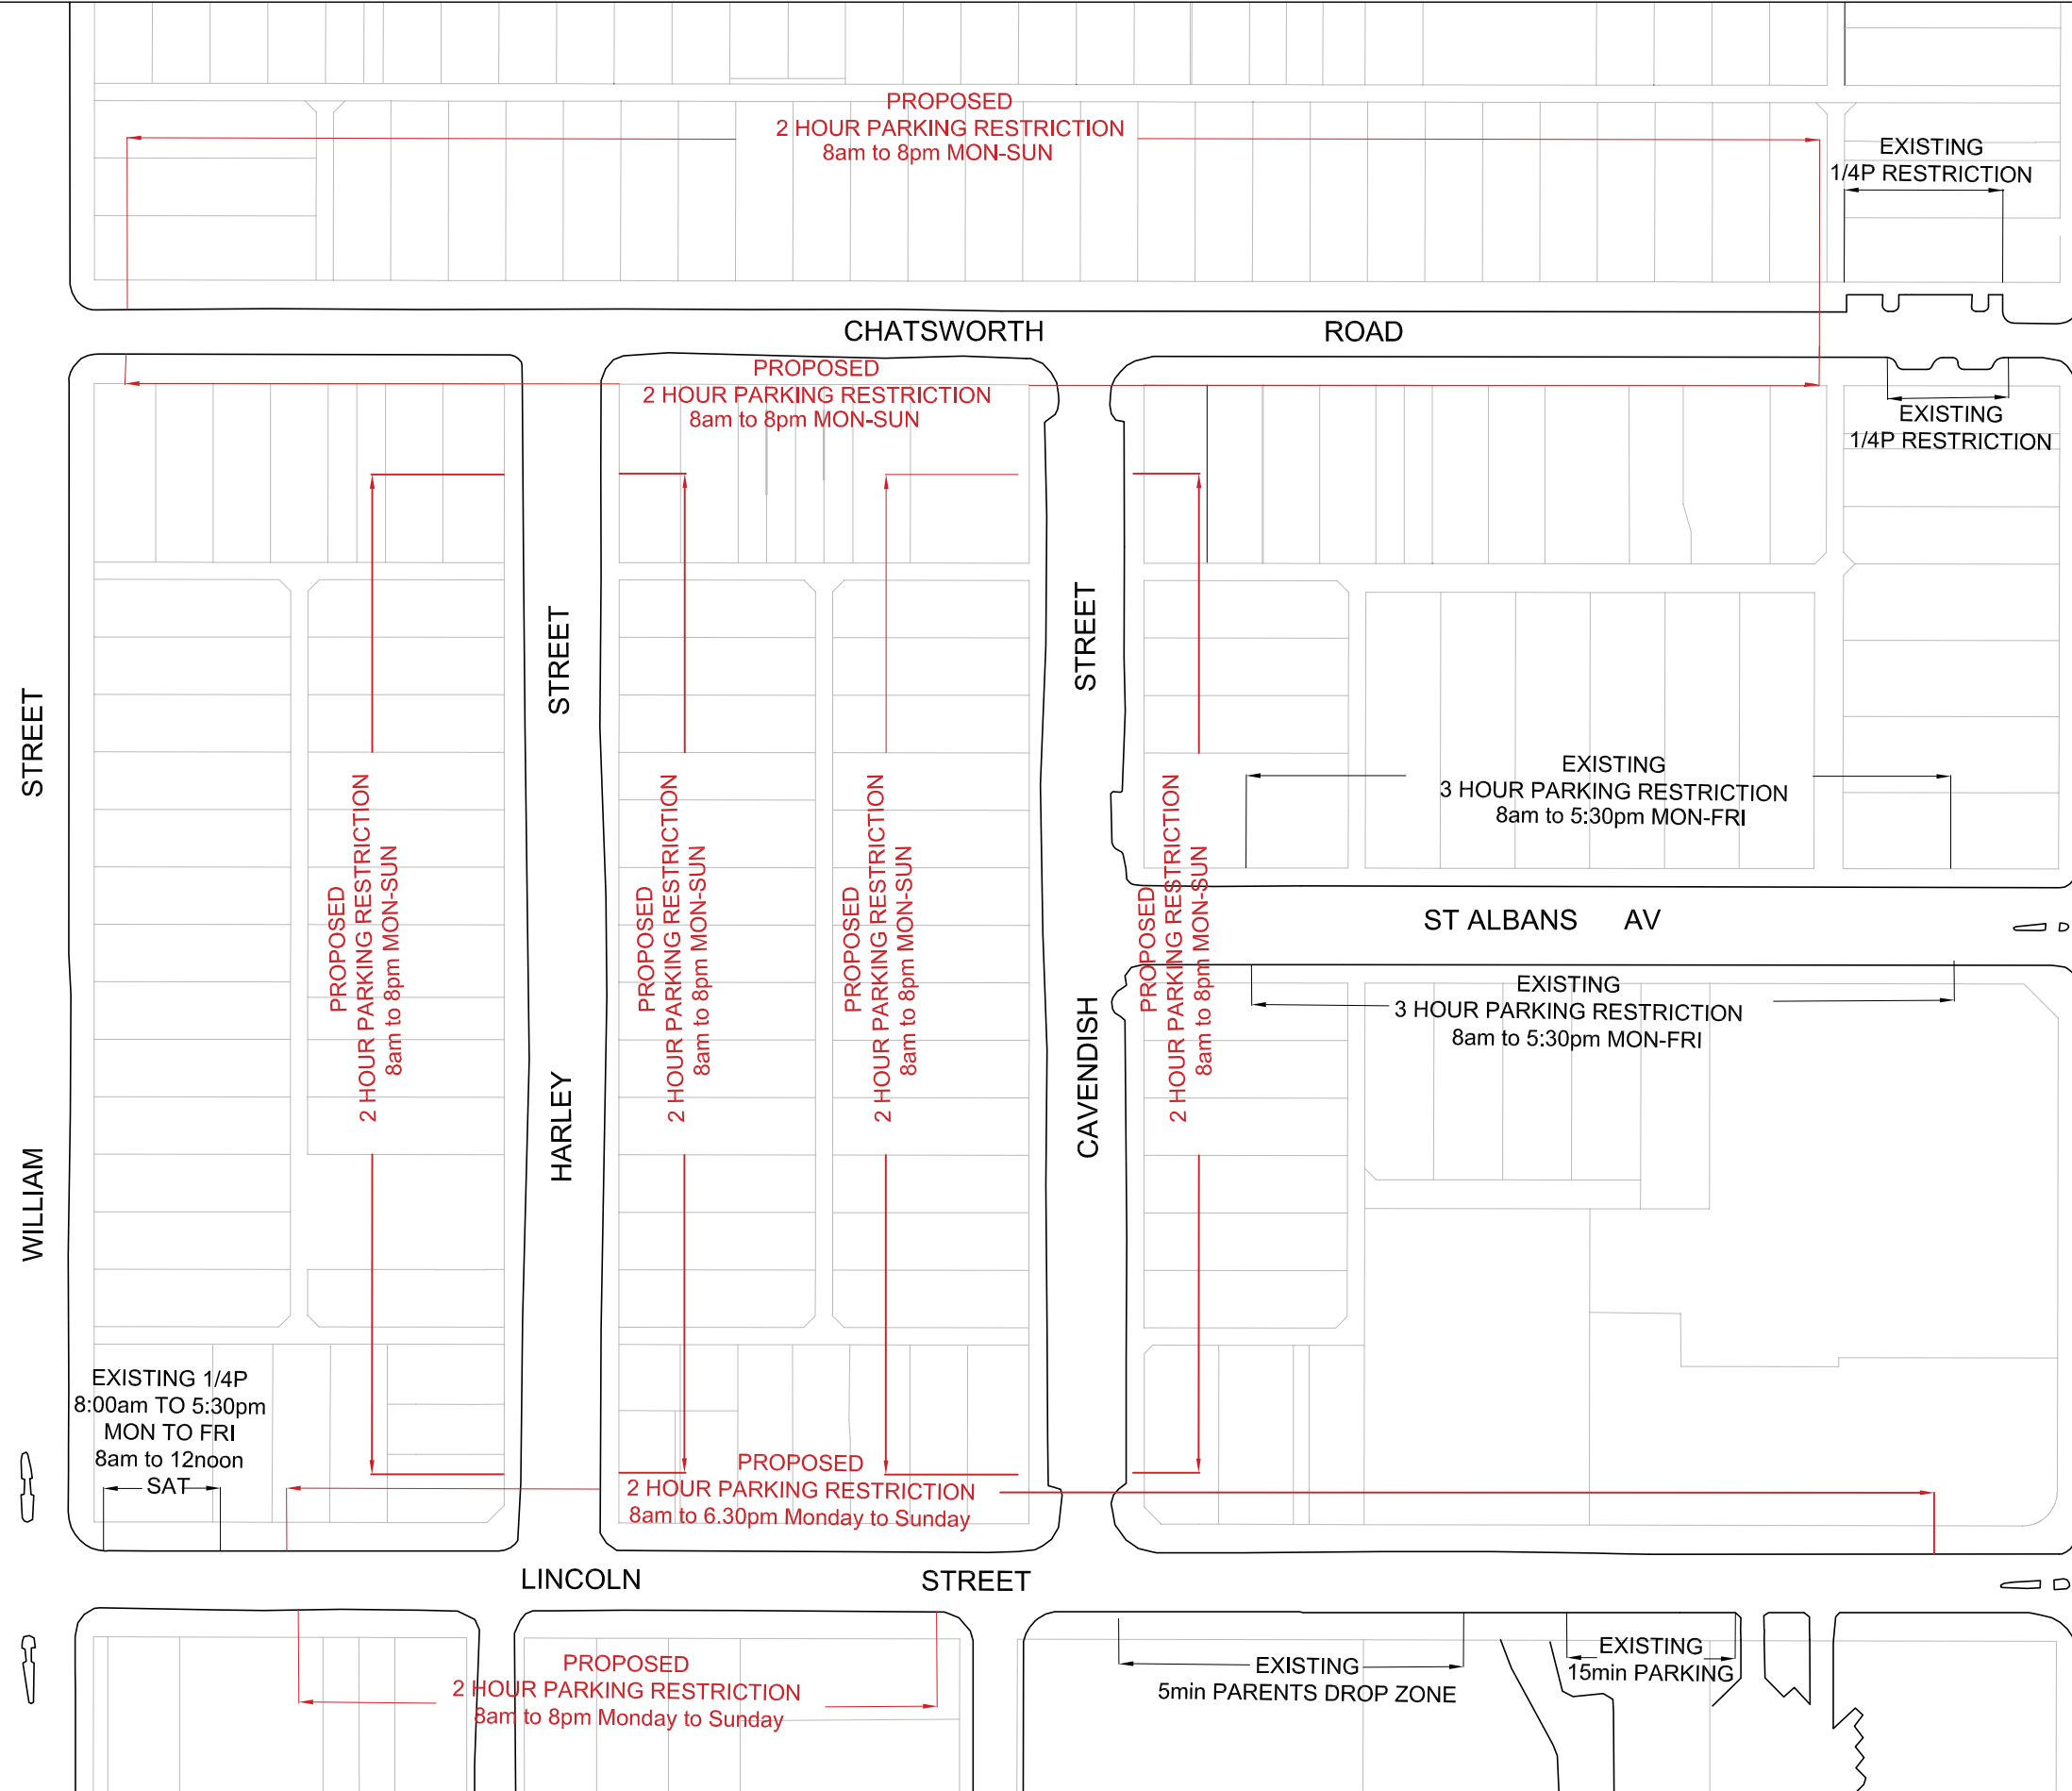 PROPOSED
2 HOUR PARKING RESTRICTION
8am to 8pm MON-SUN
EXISTING
1/4P RESTRICTION
CHATSWORTH ROAD
PROPOSED
2 HOUR PARKING RESTRICTION
8am to 8pm MON-SUN
EXISTING
1/4P RESTRICTION
WILLIAM STREET
PROPOSED
2 HOUR PARKING RESTRICTION
8am to 8pm MON-SUN
HARLEY STREET
PROPOSED
2 HOUR PARKING RESTRICTION
8am to 8pm MON-SUN
PROPOSED
2 HOUR PARKING RESTRICTION
8am to 8pm MON-SUN
CAVENDISH STREET
PROPOSED
2 HOUR PARKING RESTRICTION
8am to 8pm MON-SUN
EXISTING
3 HOUR PARKING RESTRICTION
8am to 5:30pm MON-FRI
ST ALBANS AV
EXISTING
3 HOUR PARKING RESTRICTION
8am to 5:30pm MON-FRI
EXISTING 1/4P
8:00am TO 5:30pm
MON TO FRI
8am to 12noon
SAT
PROPOSED
2 HOUR PARKING RESTRICTION
8am to 6.30pm Monday to Sunday
LINCOLN STREET
PROPOSED
2 HOUR PARKING RESTRICTION
8am to 8pm Monday to Sunday
EXISTING
5min PARENTS DROP ZONE
EXISTING
15min PARKING